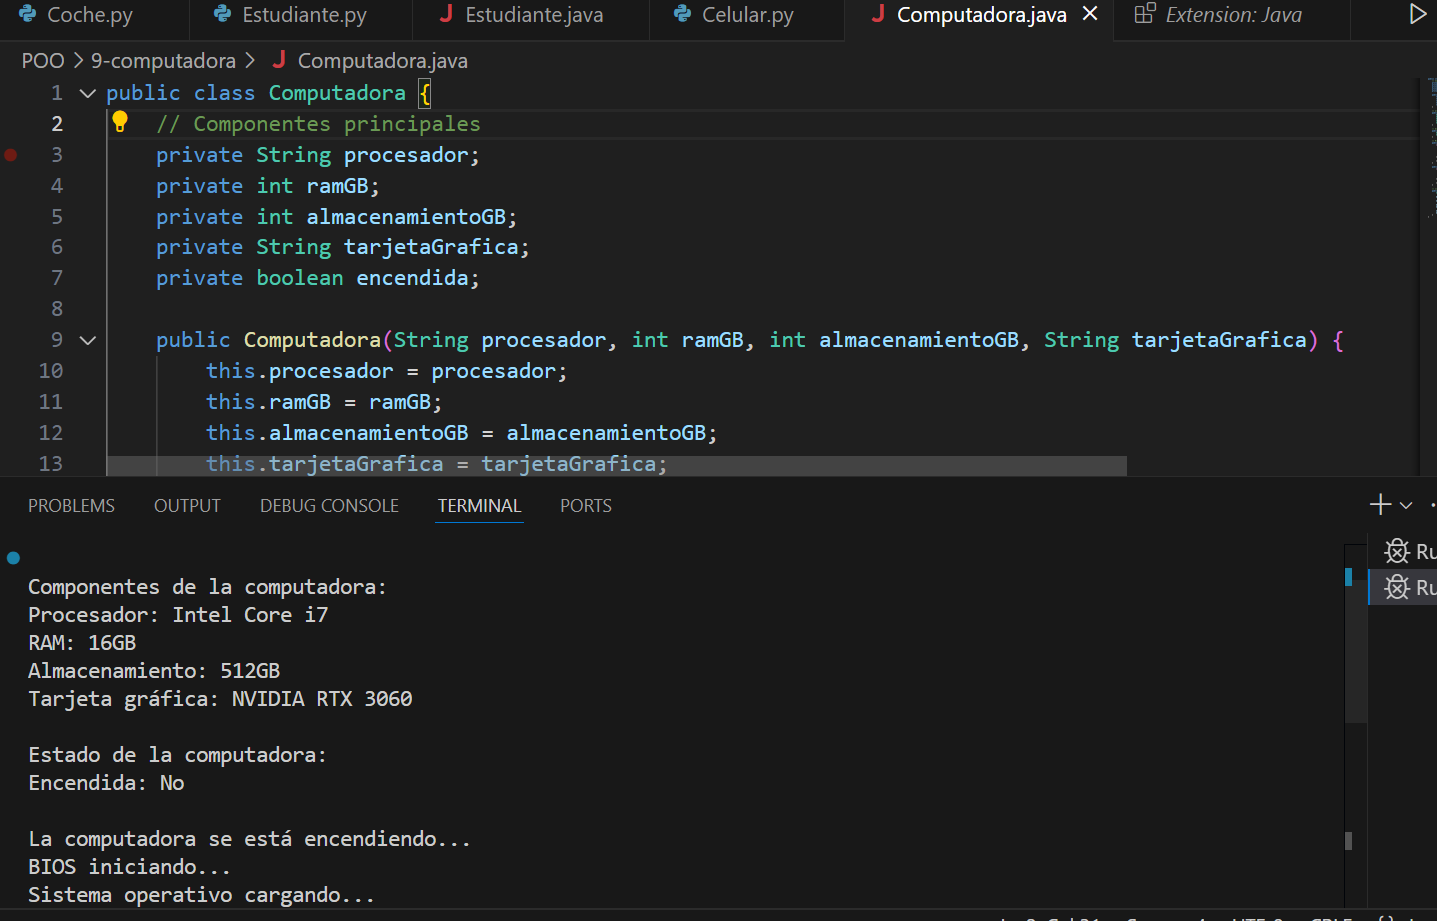 Coche.py Estudiante.py J Estudiante.java Celular.py J Computadora.java Extension: Java
POO > 9-computadora > J Computadora.java
1 public class Computadora {
2 // Componentes principales
3 private String procesador;
4 private int ramGB;
5 private int almacenamientoGB;
6 private String tarjetaGrafica;
7 private boolean encendida;
8
9 public Computadora(String procesador, int ramGB, int almacenamientoGB, String tarjetaGrafica) {
10 this.procesador = procesador;
11 this.ramGB = ramGB;
12 this.almacenamientoGB = almacenamientoGB;
13 this.tarjetaGrafica = tarjetaGrafica;
PROBLEMS OUTPUT DEBUG CONSOLE TERMINAL PORTS
Componentes de la computadora:
Procesador: Intel Core i7
RAM: 16GB
Almacenamiento: 512GB
Tarjeta gráfica: NVIDIA RTX 3060
Estado de la computadora:
Encendida: No
La computadora se está encendiendo...
BIOS iniciando...
Sistema operativo cargando...
Ru
Ru